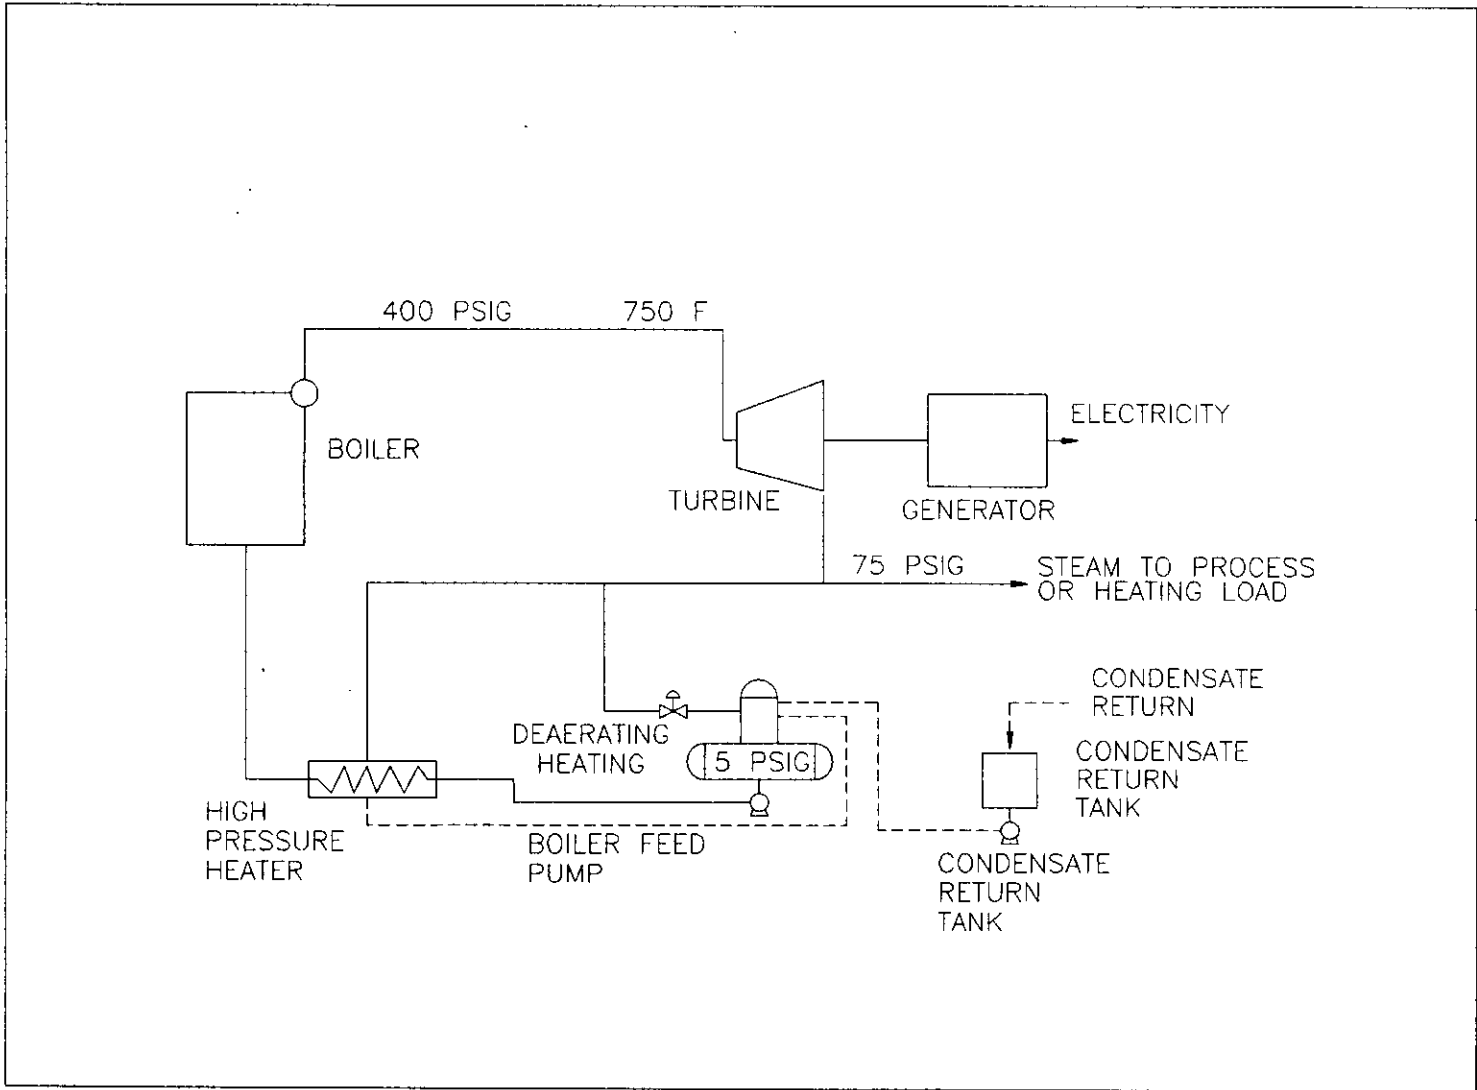 400 PSIG
750 F
BOILER
ELECTRICITY
TURBINE
GENERATOR
75 PSIG
STEAM TO PROCESS
OR HEATING LOAD
CONDENSATE
RETURN
DEAERATING
HEATING
5 PSIG
CONDENSATE
RETURN
TANK
HIGH
PRESSURE
HEATER
BOILER FEED
PUMP
CONDENSATE
RETURN
TANK